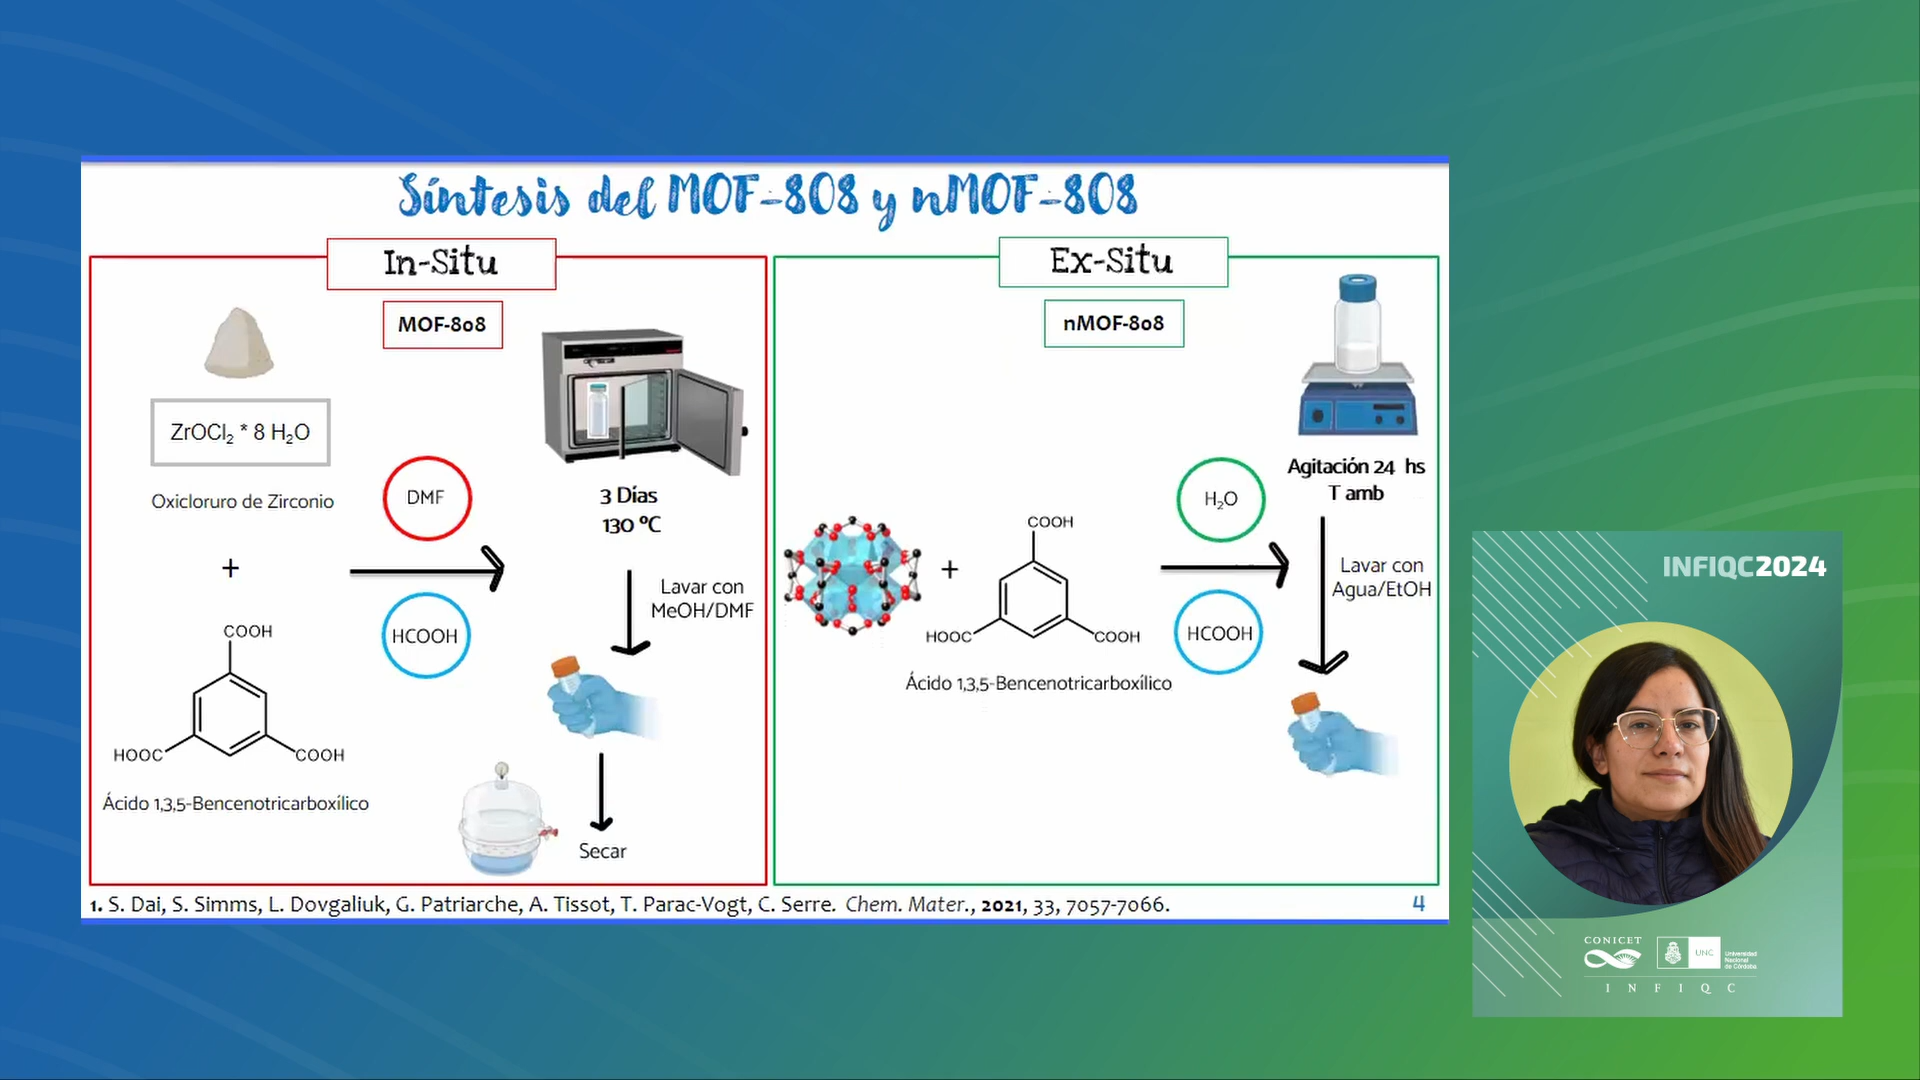 Síntesis del MOF-808 y nMOF-808
In-Situ
MOF-808
ZrOCl₂ * 8 H₂O
Oxicloruro de Zirconio
+
COOH
HOOC
COOH
Ácido 1,3,5-Bencenotricarboxílico
DMF
HCOOH
3 Días
130 ºC
Lavar con
MeOH/DMF
Secar
Ex-Situ
nMOF-808
+
COOH
HOOC
COOH
Ácido 1,3,5-Bencenotricarboxílico
H₂O
HCOOH
Agitación 24 hs
T amb
Lavar con
Agua/EtOH
1. S. Dai, S. Simms, L. Dovgaliuk, G. Patriarche, A. Tissot, T. Parac-Vogt, C. Serre. Chem. Mater., 2021, 33, 7057-7066.
4
INFIQC2024
CONICET
UNC
Universidad
Nacional
de Córdoba
INFIQC